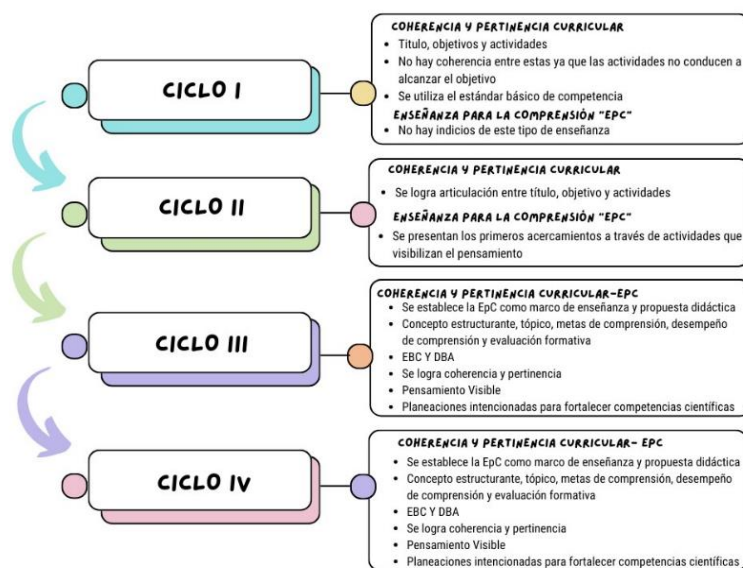 CICLO I
COHERENCIA Y PERTINENCIA CURRICULAR
• Titulo, objetivos y actividades
• No hay coherencia entre estas ya que las actividades no conducen a
alcanzar el objetivo
• Se utiliza el estándar básico de competencia
ENSEÑANZA PARA LA COMPRENSIÓN "EPC"
• No hay indicios de este tipo de enseñanza
CICLO II
COHERENCIA Y PERTINENCIA CURRICULAR
• Se logra articulación entre título, objetivo y actividades
ENSEÑANZA PARA LA COMPRENSIÓN "EPC"
• Se presentan los primeros acercamientos a través de actividades que
visibilizan el pensamiento
CICLO III
COHERENCIA Y PERTINENCIA CURRICULAR-EPC
• Se establece la EpC como marco de enseñanza y propuesta didáctica
• Concepto estructurante, tópico, metas de comprensión, desempeño
de comprensión y evaluación formativa
• EBC Y DBA
• Se logra coherencia y pertinencia
• Pensamiento Visible
• Planeaciones intencionadas para fortalecer competencias científicas
CICLO IV
COHERENCIA Y PERTINENCIA CURRICULAR- EPC
• Se establece la EpC como marco de enseñanza y propuesta didáctica
• Concepto estructurante, tópico, metas de comprensión, desempeño
de comprensión y evaluación formativa
• EBC Y DBA
• Se logra coherencia y pertinencia
• Pensamiento Visible
• Planeaciones intencionadas para fortalecer competencias científicas